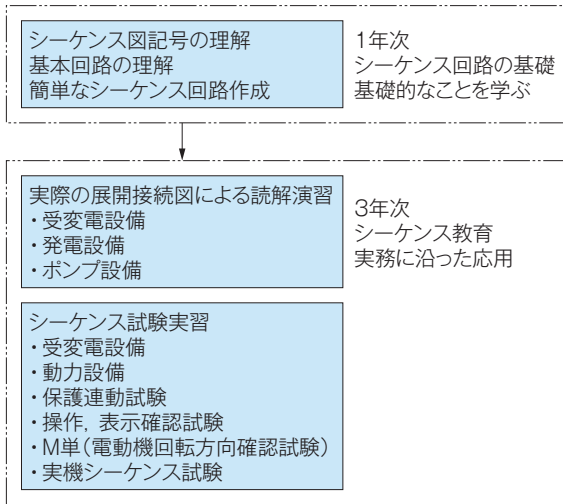 シーケンス図記号の理解
基本回路の理解
簡単なシーケンス回路作成
1年次
シーケンス回路の基礎
基礎的なことを学ぶ
実際の展開接続図による読解演習
・受変電設備
・発電設備
・ポンプ設備
3年次
シーケンス教育
実務に沿った応用
シーケンス試験実習
・受変電設備
・動力設備
・保護連動試験
・操作，表示確認試験
・M単（電動機回転方向確認試験）
・実機シーケンス試験